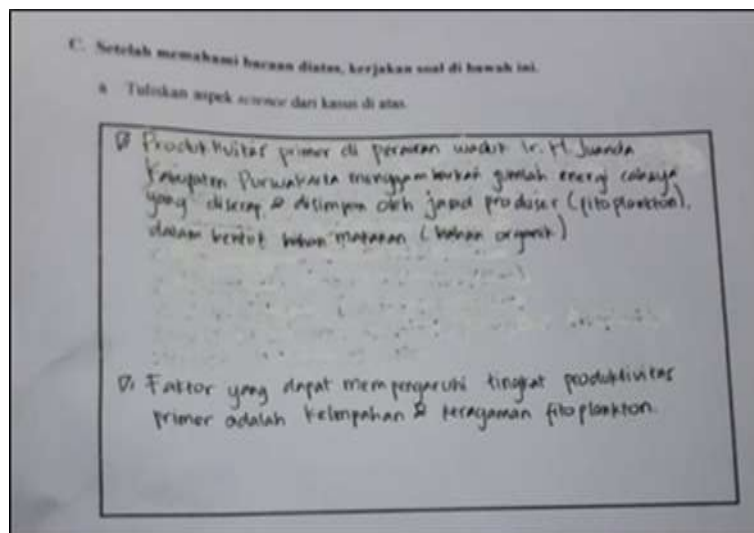 C. Setelah memahami bacaan diatas, kerjakan soal di bawah ini.
a Tuliskan aspek science dari kasus di atas
Produktivitas primer di perairan waduk Ir. H. Juanda
Kabupaten Purwakarta menggambarkan jumlah energi cahaya
yang diserap & disimpan oleh jasad produser (fitoplankton).
dalam bentuk bahan makanan (bahan organik)
Faktor yang dapat mempengaruhi tingkat produktivitas
primer adalah kelimpahan & keragaman fitoplankton.